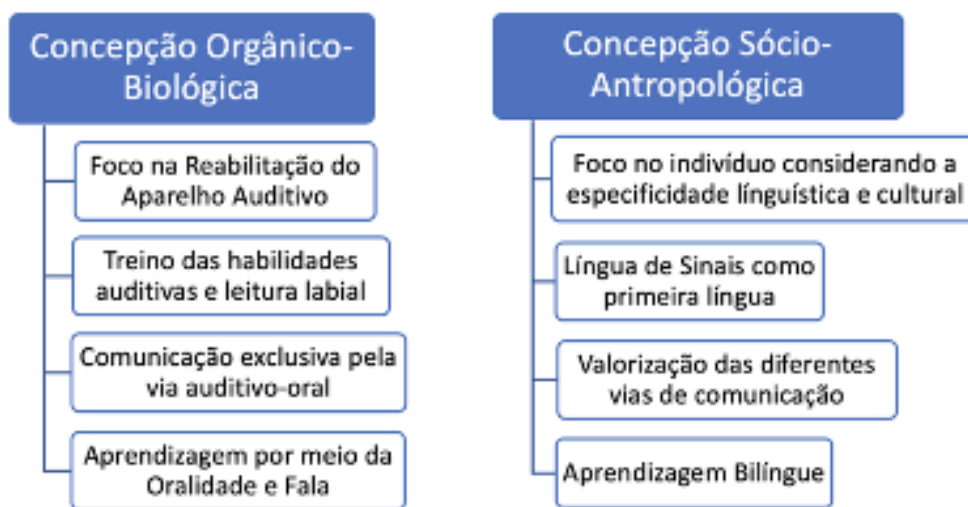 Concepção Orgânico-
Biológica
Foco na Reabilitação do
Aparelho Auditivo
Treino das habilidades
auditivas e leitura labial
Comunicação exclusiva pela
via auditivo-oral
Aprendizagem por meio da
Oralidade e Fala
Concepção Sócio-
Antropológica
Foco no indivíduo considerando a
especificidade línguística e cultural
Língua de Sinais como
primeira língua
Valorização das diferentes
vias de comunicação
Aprendizagem Bilíngue